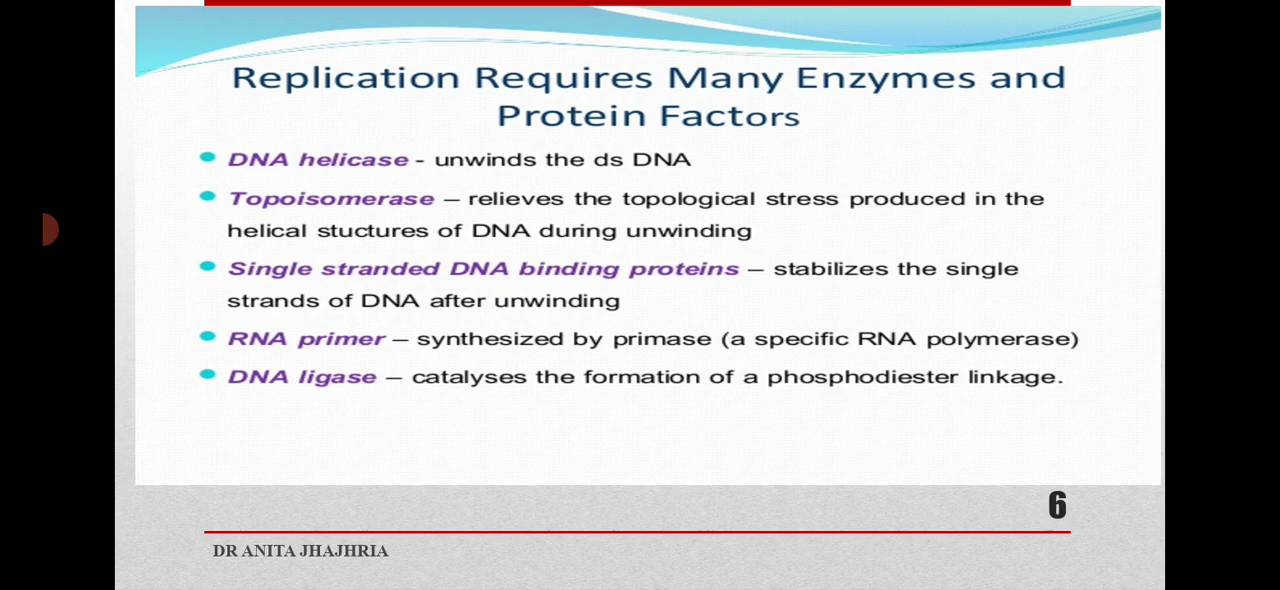 Replication Requires Many Enzymes and
Protein Factors
DNA helicase - unwinds the ds DNA
Topoisomerase – relieves the topological stress produced in the
helical stuctures of DNA during unwinding
Single stranded DNA binding proteins – stabilizes the single
strands of DNA after unwinding
RNA primer – synthesized by primase (a specific RNA polymerase)
DNA ligase – catalyses the formation of a phosphodiester linkage.
6
DR ANITA JHAJHRIA